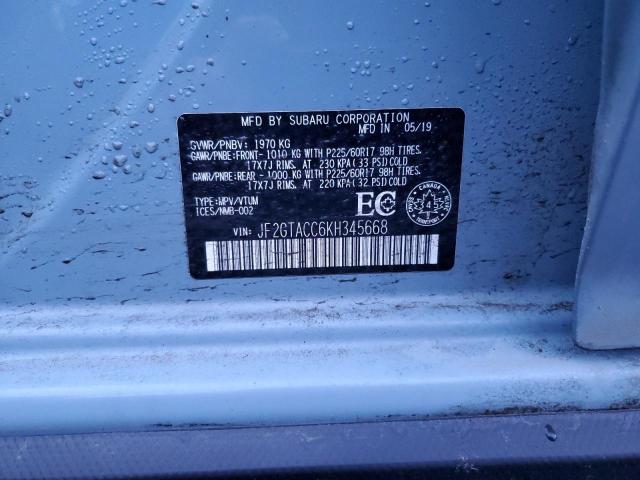 MFD BY SUBARU CORPORATION
MFD IN 05/19
GVWR/PNBV: 1970 KG
GAWR/PNBE:FRONT- 1010 KG WITH P225/60R17 98H TIRES.
17X7J RIMS. AT 230 KPA(33 PSI)COLD
GAWR/PNBE:REAR - 1000 KG WITH P225/60R17 98H TIRES.
17X7J RIMS. AT 220 KPA(32 PSI)COLD
TYPE:MPV/VTUM
ICES/NMB-002
EC
CANADA
345
TRANSPORT
VIN: JF2GTACC6KH345668